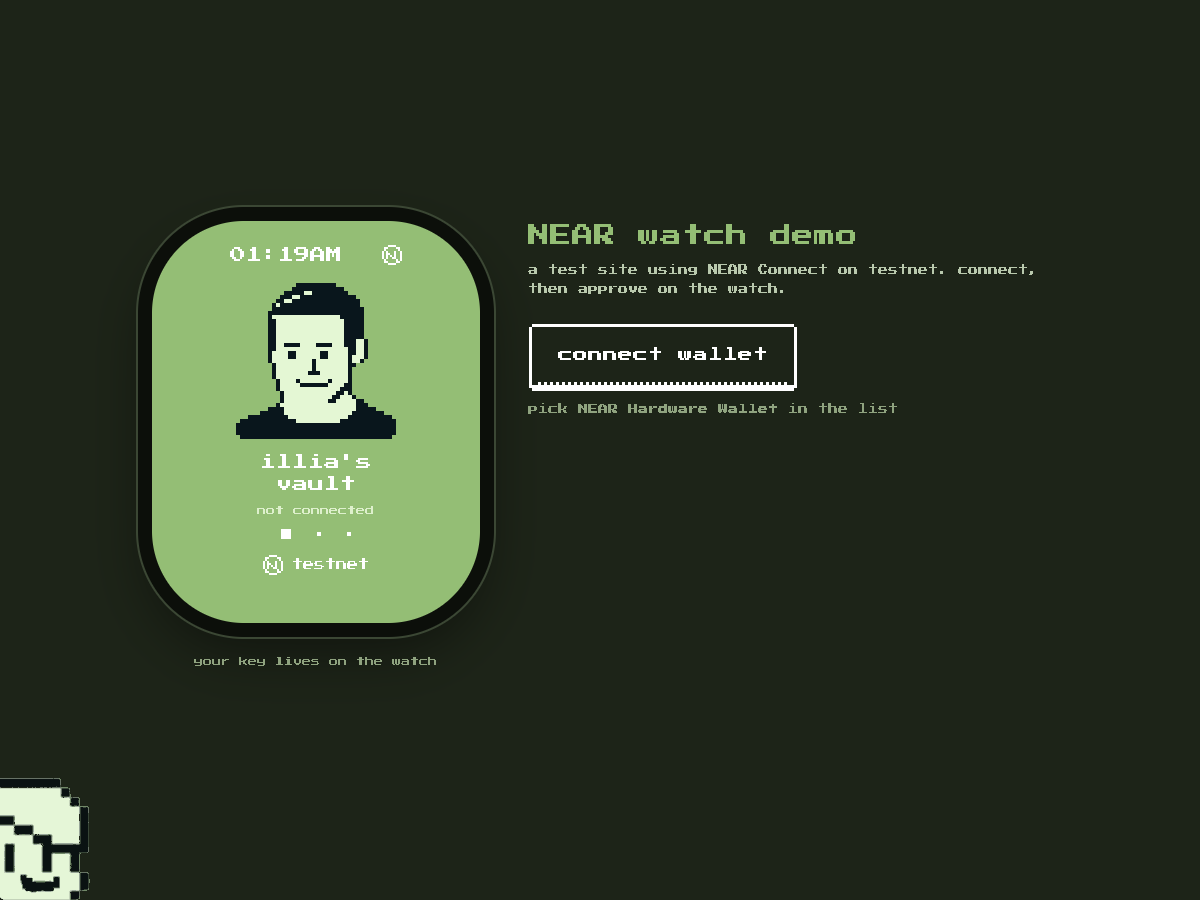 01:19AM
illia's
vault
not connected
testnet
your key lives on the watch
NEAR watch demo
a test site using NEAR Connect on testnet. connect,
then approve on the watch.
connect wallet
pick NEAR Hardware Wallet in the list